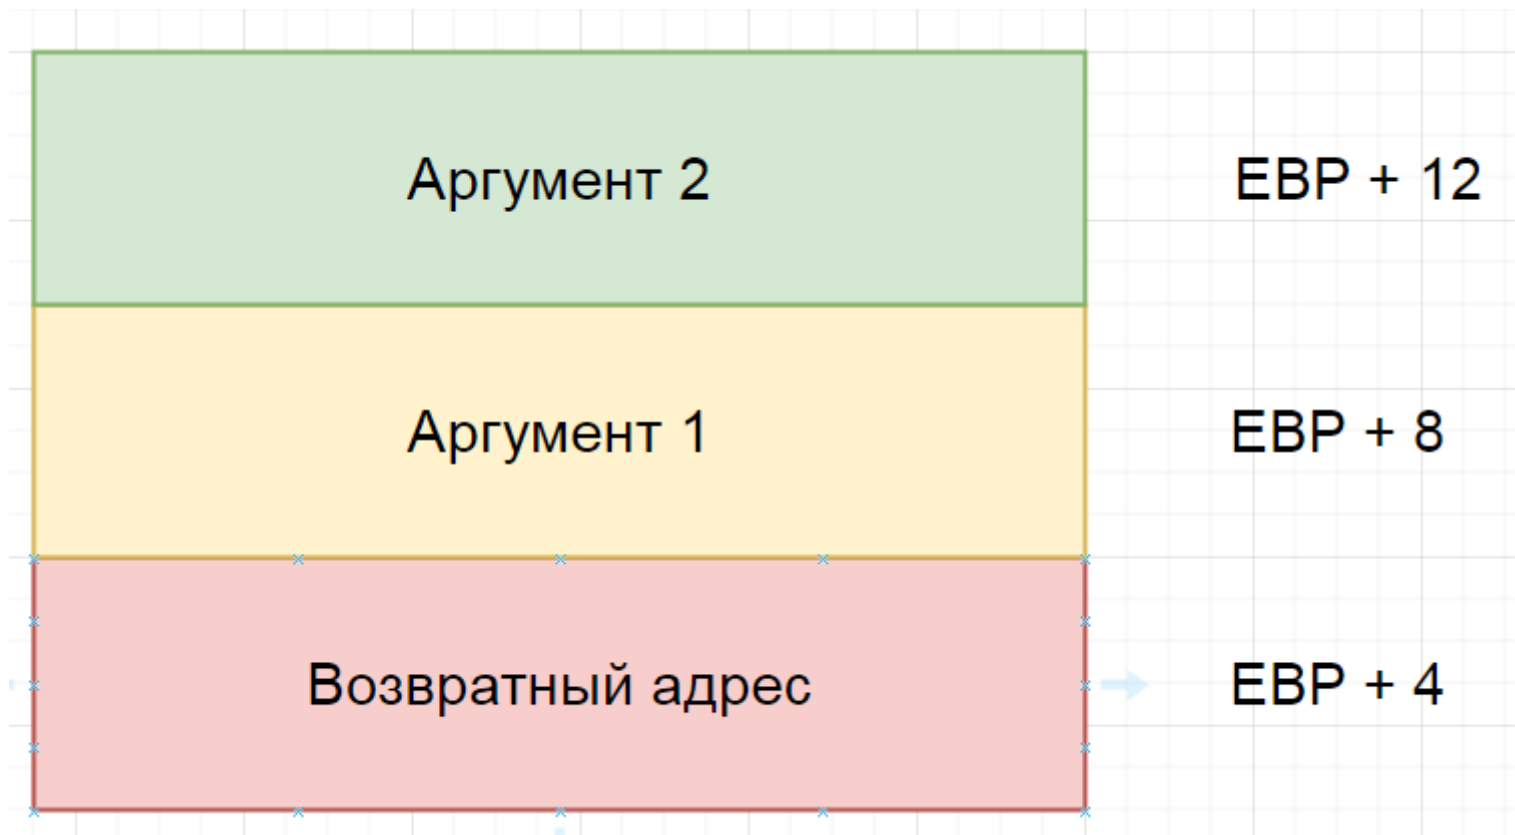 Аргумент 2
EBP + 12
Аргумент 1
EBP + 8
Возвратный адрес
EBP + 4